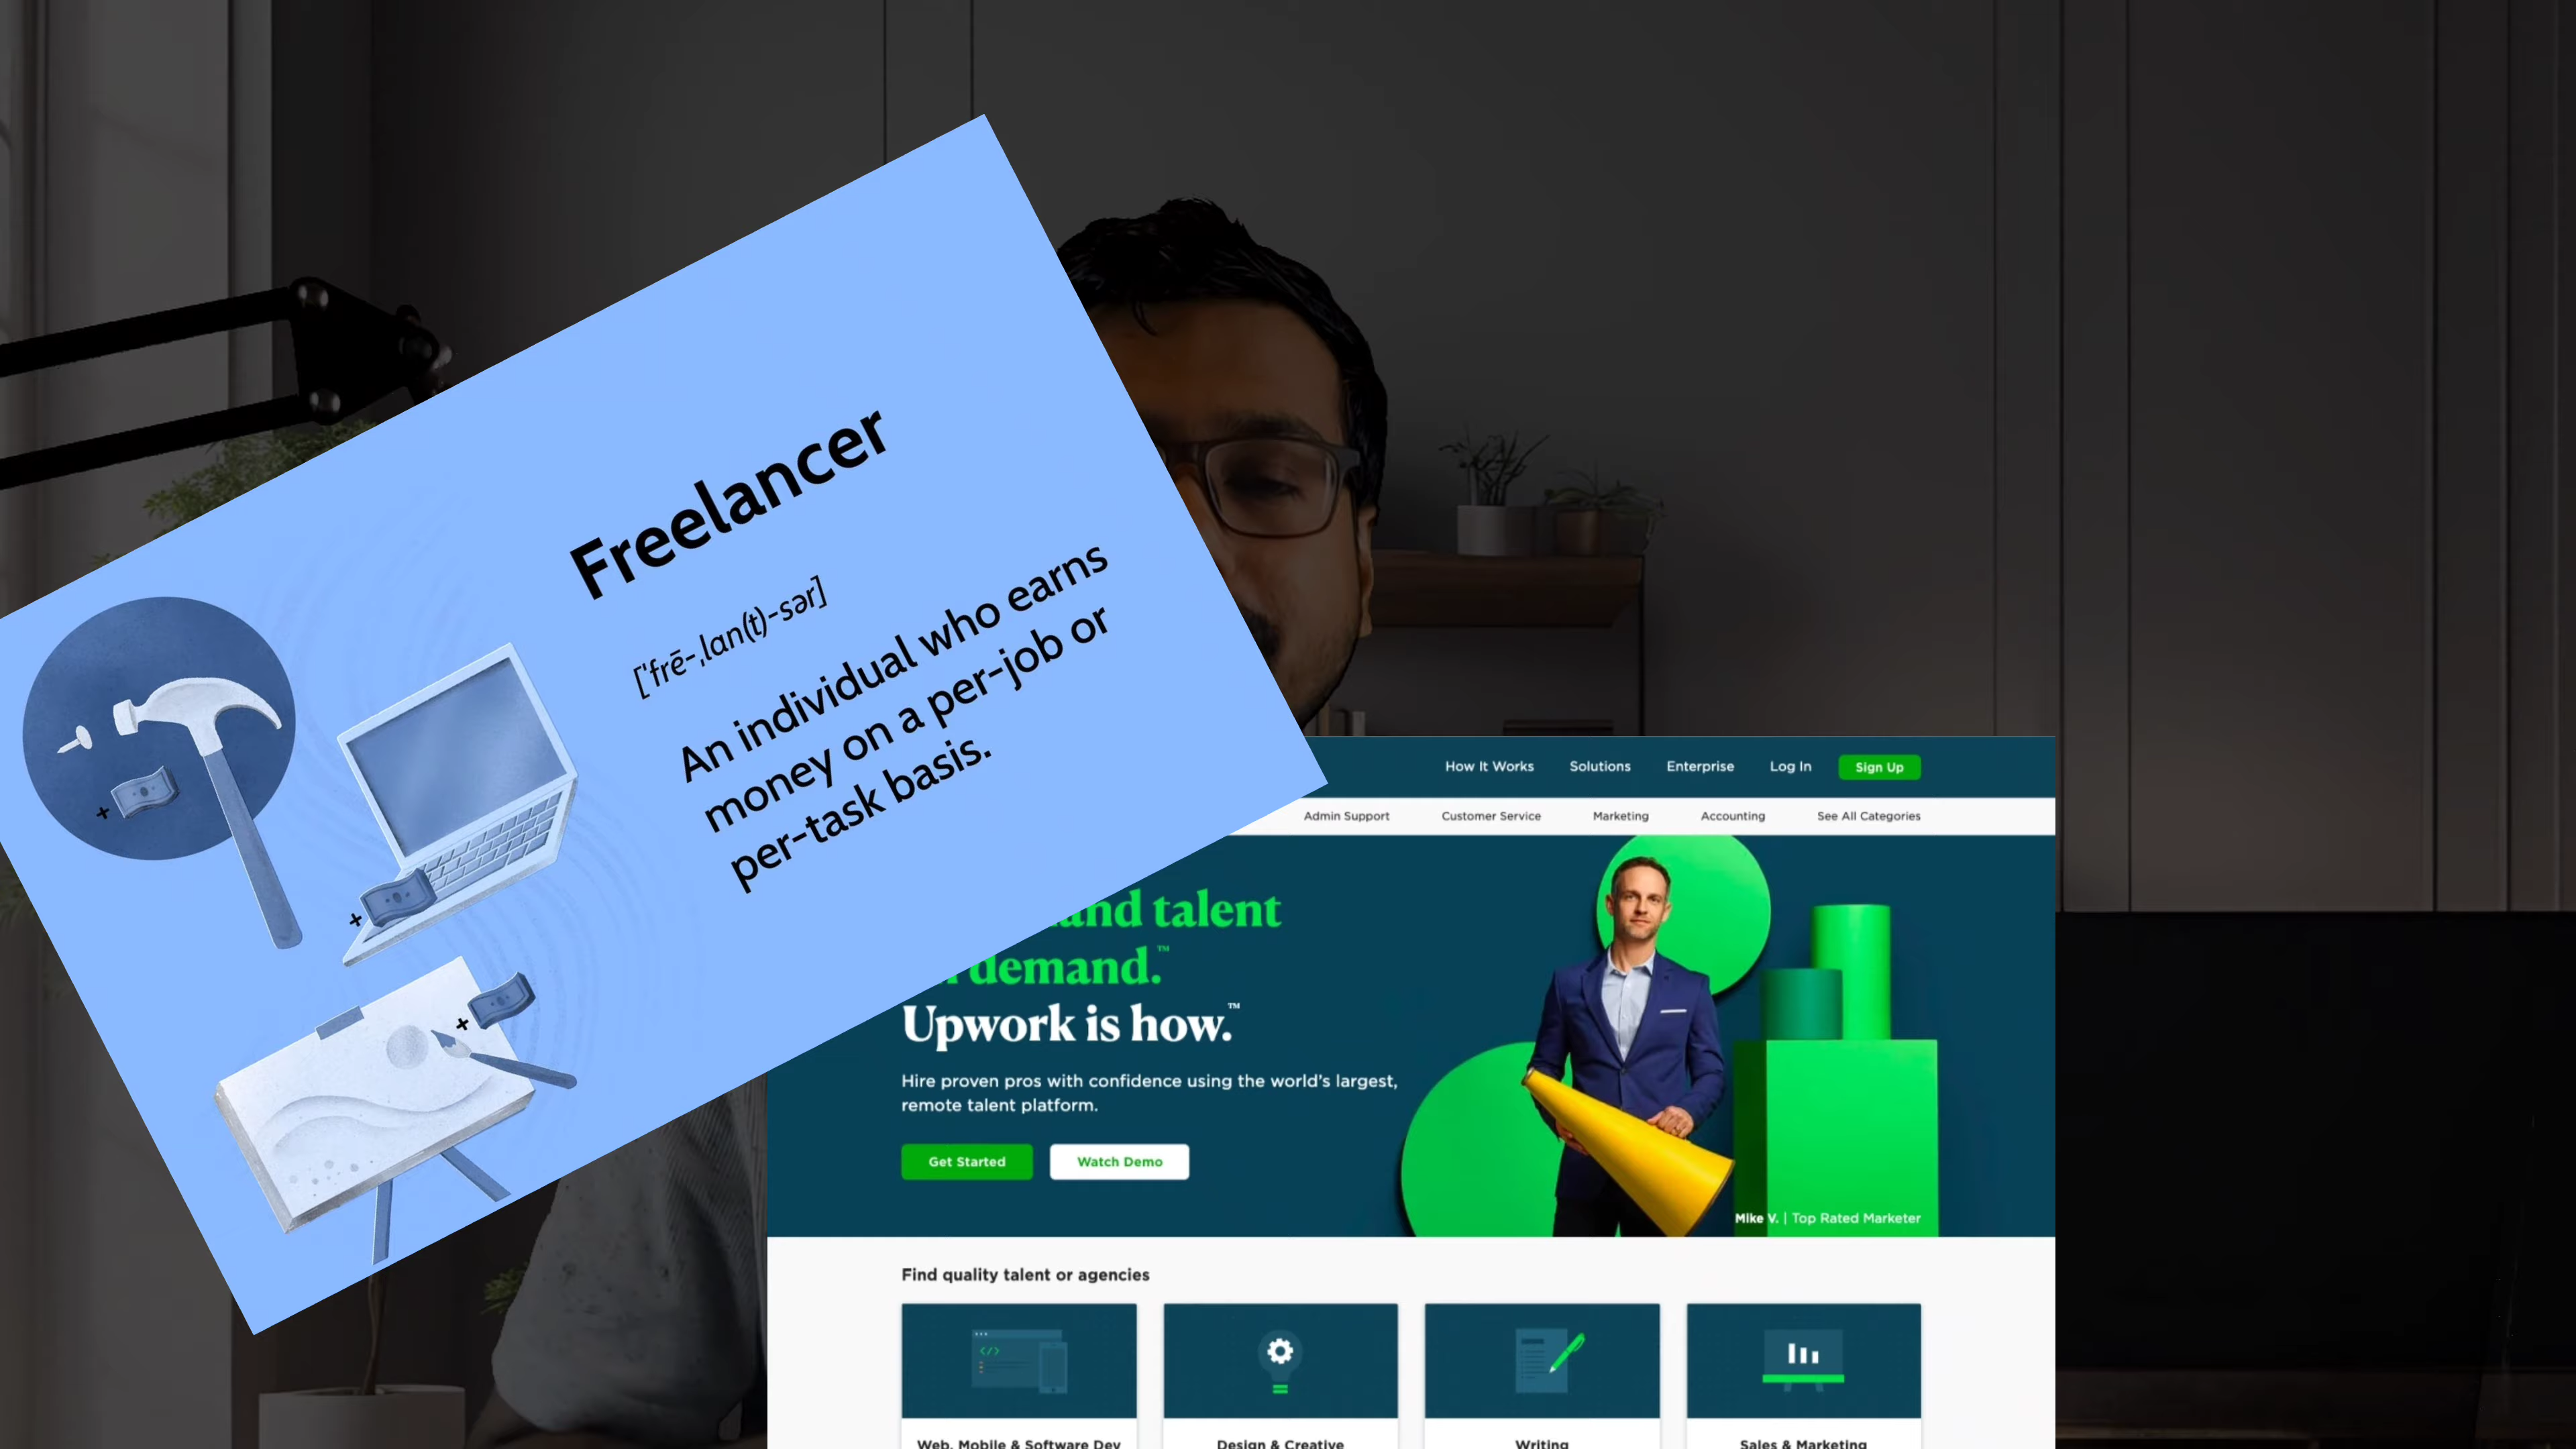 Freelancer
['frē-,lan(t)-sər]
An individual who earns
money on a per-job or
per-task basis.
How It Works Solutions Enterprise Log In Sign Up
Admin Support Customer Service Marketing Accounting See All Categories
talent
demand.™
Upwork is how.™
Hire proven pros with confidence using the world's largest,
remote talent platform.
Get Started Watch Demo
Mike V. | Top Rated Marketer
Find quality talent or agencies
Web, Mobile & Software Dev Design & Creative Writing Sales & Marketing